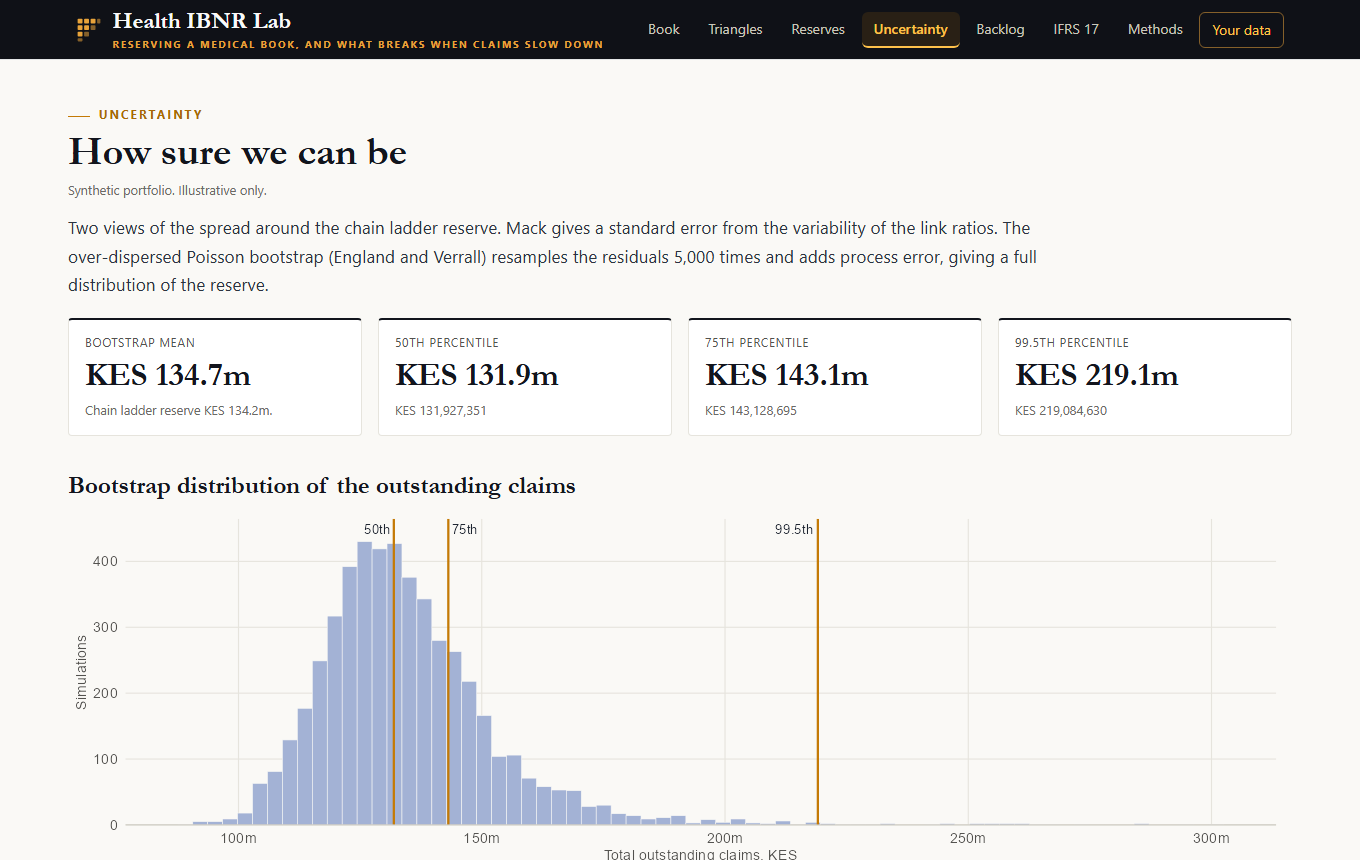 Health IBNR Lab
RESERVING A MEDICAL BOOK, AND WHAT BREAKS WHEN CLAIMS SLOW DOWN
Book Triangles Reserves Uncertainty Backlog IFRS 17 Methods Your data
UNCERTAINTY
How sure we can be
Synthetic portfolio. Illustrative only.
Two views of the spread around the chain ladder reserve. Mack gives a standard error from the variability of the link ratios. The
over-dispersed Poisson bootstrap (England and Verrall) resamples the residuals 5,000 times and adds process error, giving a full
distribution of the reserve.
BOOTSTRAP MEAN
KES 134.7m
Chain ladder reserve KES 134.2m.
50TH PERCENTILE
KES 131.9m
KES 131,927,351
75TH PERCENTILE
KES 143.1m
KES 143,128,695
99.5TH PERCENTILE
KES 219.1m
KES 219,084,630
Bootstrap distribution of the outstanding claims
50th 75th 99.5th
400
300
200
100
0
Simulations
100m 150m 200m 250m 300m
Total outstanding claims, KES